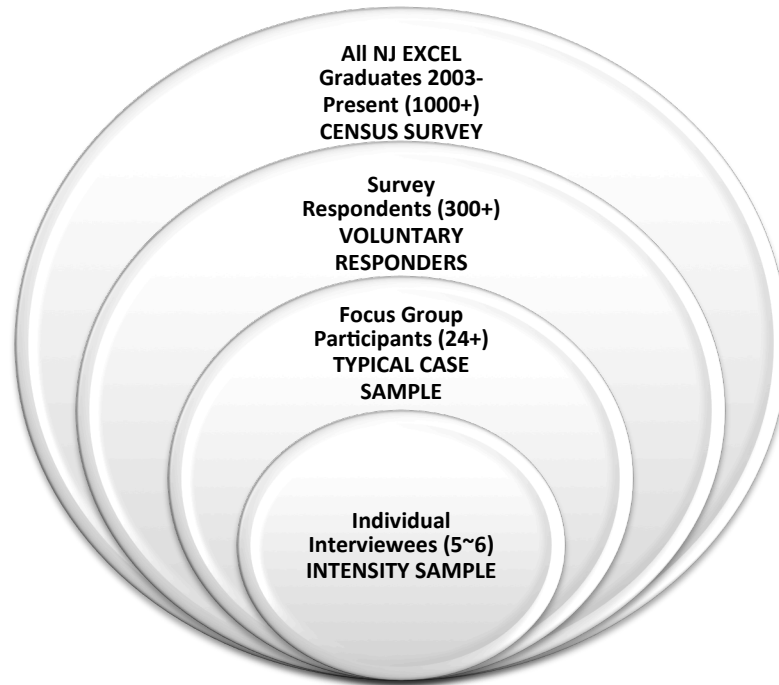 All NJ EXCEL
Graduates 2003-
Present (1000+)
CENSUS SURVEY
Survey
Respondents (300+)
VOLUNTARY
RESPONDERS
Focus Group
Participants (24+)
TYPICAL CASE
SAMPLE
Individual
Interviewees (5~6)
INTENSITY SAMPLE